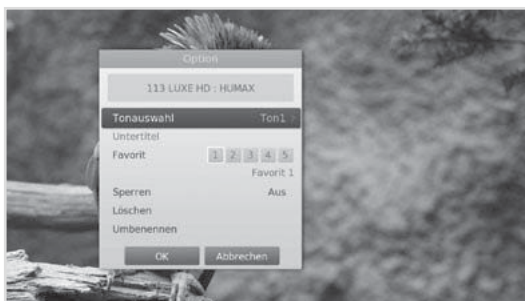 Option
113 LUXE HD : HUMAX
Tonauswahl Ton1 >
Untertitel
Favorit 1 2 3 4 5
Favorit 1
Sperren Aus
Löschen
Umbenennen
OK Abbrechen